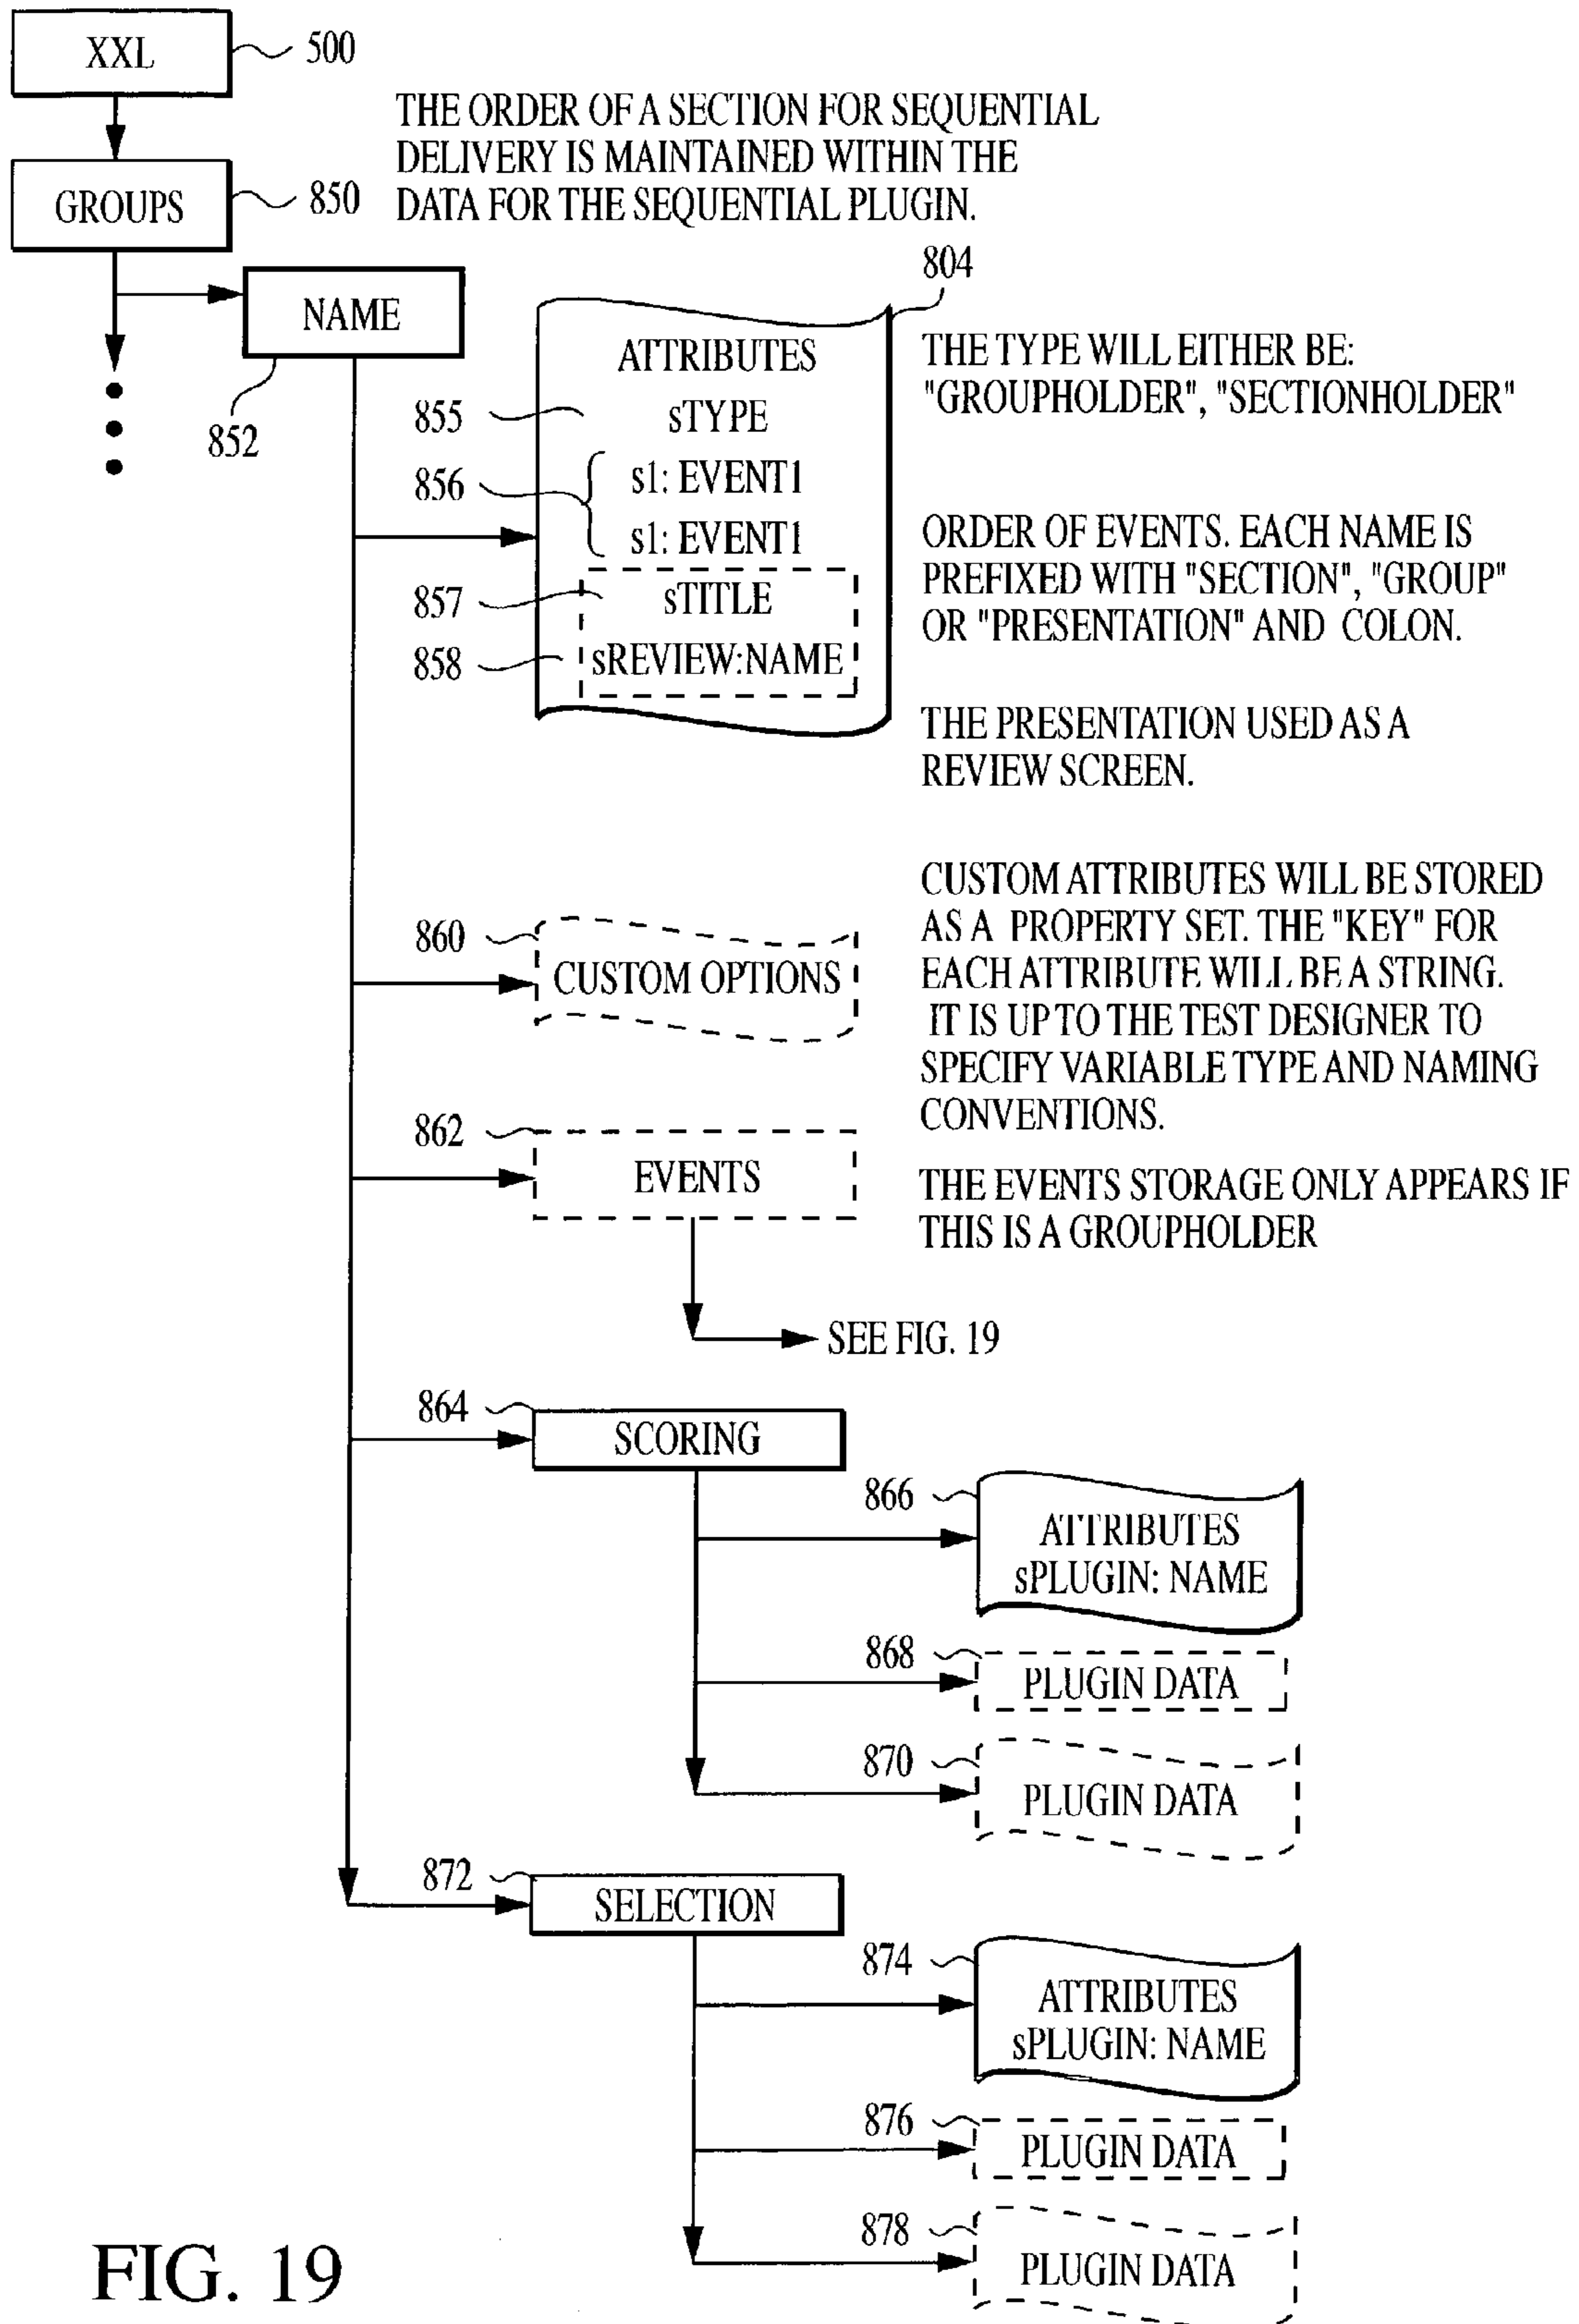 XXL
500
THE ORDER OF A SECTION FOR SEQUENTIAL
DELIVERY IS MAINTAINED WITHIN THE
DATA FOR THE SEQUENTIAL PLUGIN.
GROUPS
850
NAME
852
804
ATTRIBUTES
855
sTYPE
856
s1: EVENT1
s1: EVENT1
857
sTITLE
858
sREVIEW:NAME
THE TYPE WILL EITHER BE:
"GROUPHOLDER", "SECTIONHOLDER"
ORDER OF EVENTS. EACH NAME IS
PREFIXED WITH "SECTION", "GROUP"
OR "PRESENTATION" AND COLON.
THE PRESENTATION USED AS A
REVIEW SCREEN.
860
CUSTOM OPTIONS
CUSTOM ATTRIBUTES WILL BE STORED
AS A PROPERTY SET. THE "KEY" FOR
EACH ATTRIBUTE WILL BE A STRING.
IT IS UP TO THE TEST DESIGNER TO
SPECIFY VARIABLE TYPE AND NAMING
CONVENTIONS.
862
EVENTS
THE EVENTS STORAGE ONLY APPEARS IF
THIS IS A GROUPHOLDER
SEE FIG. 19
864
SCORING
866
ATTRIBUTES
sPLUGIN: NAME
868
PLUGIN DATA
870
PLUGIN DATA
872
SELECTION
874
ATTRIBUTES
sPLUGIN: NAME
876
PLUGIN DATA
878
PLUGIN DATA
FIG. 19